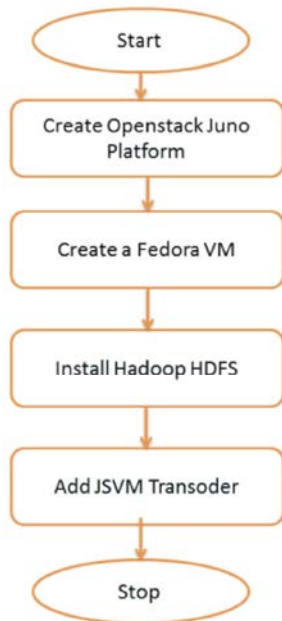 Start
Create Openstack Juno
Platform
Create a Fedora VM
Install Hadoop HDFS
Add JSVM Transoder
Stop